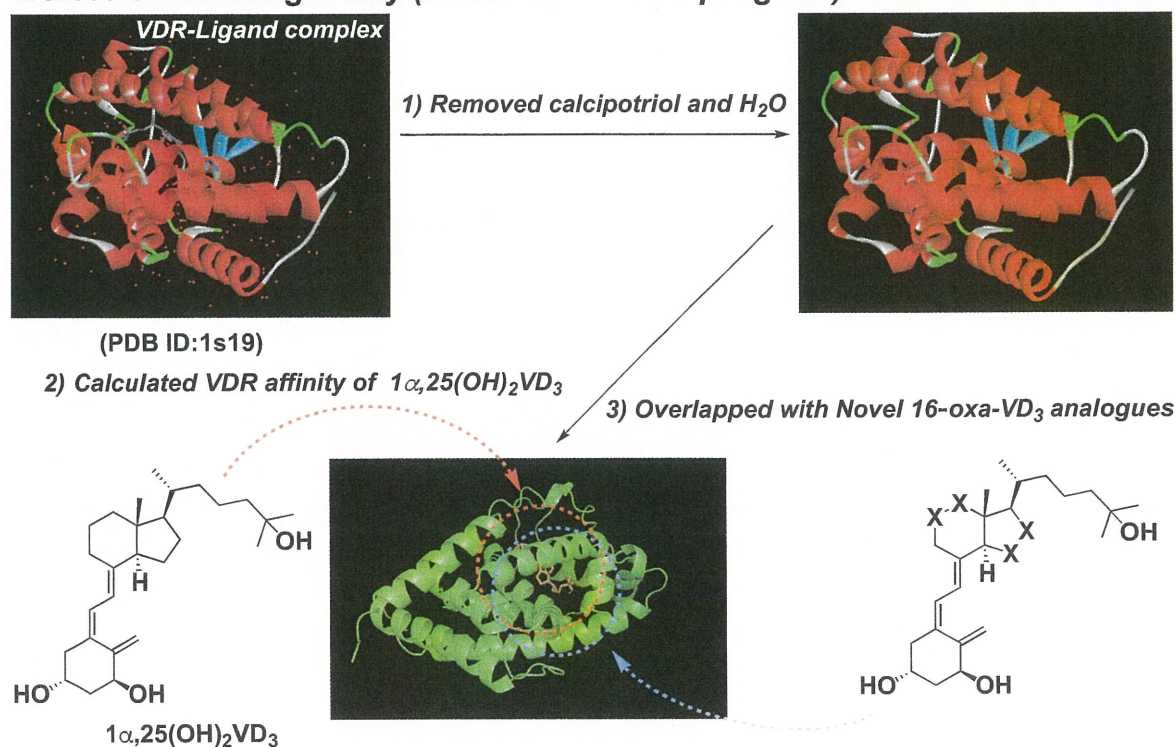 VDR-Ligand complex
1) Removed calcipotriol and H₂O
(PDB ID:1s19)
2) Calculated VDR affinity of 1α,25(OH)₂VD₃
3) Overlapped with Novel 16-oxa-VD₃ analogues
OH
H
HO
OH
1α,25(OH)₂VD₃
X
X
X
X
OH
H
HO
OH